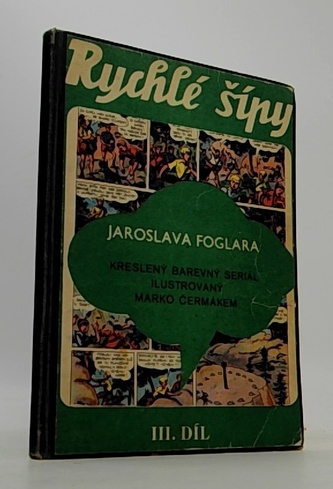 Rychlé šípy
JAROSLAVA FOGLARA
KRESLENÝ BAREVNÝ SERIÁL
ILUSTROVANÝ
MARKO ČERMÁKEM
III. DÍL